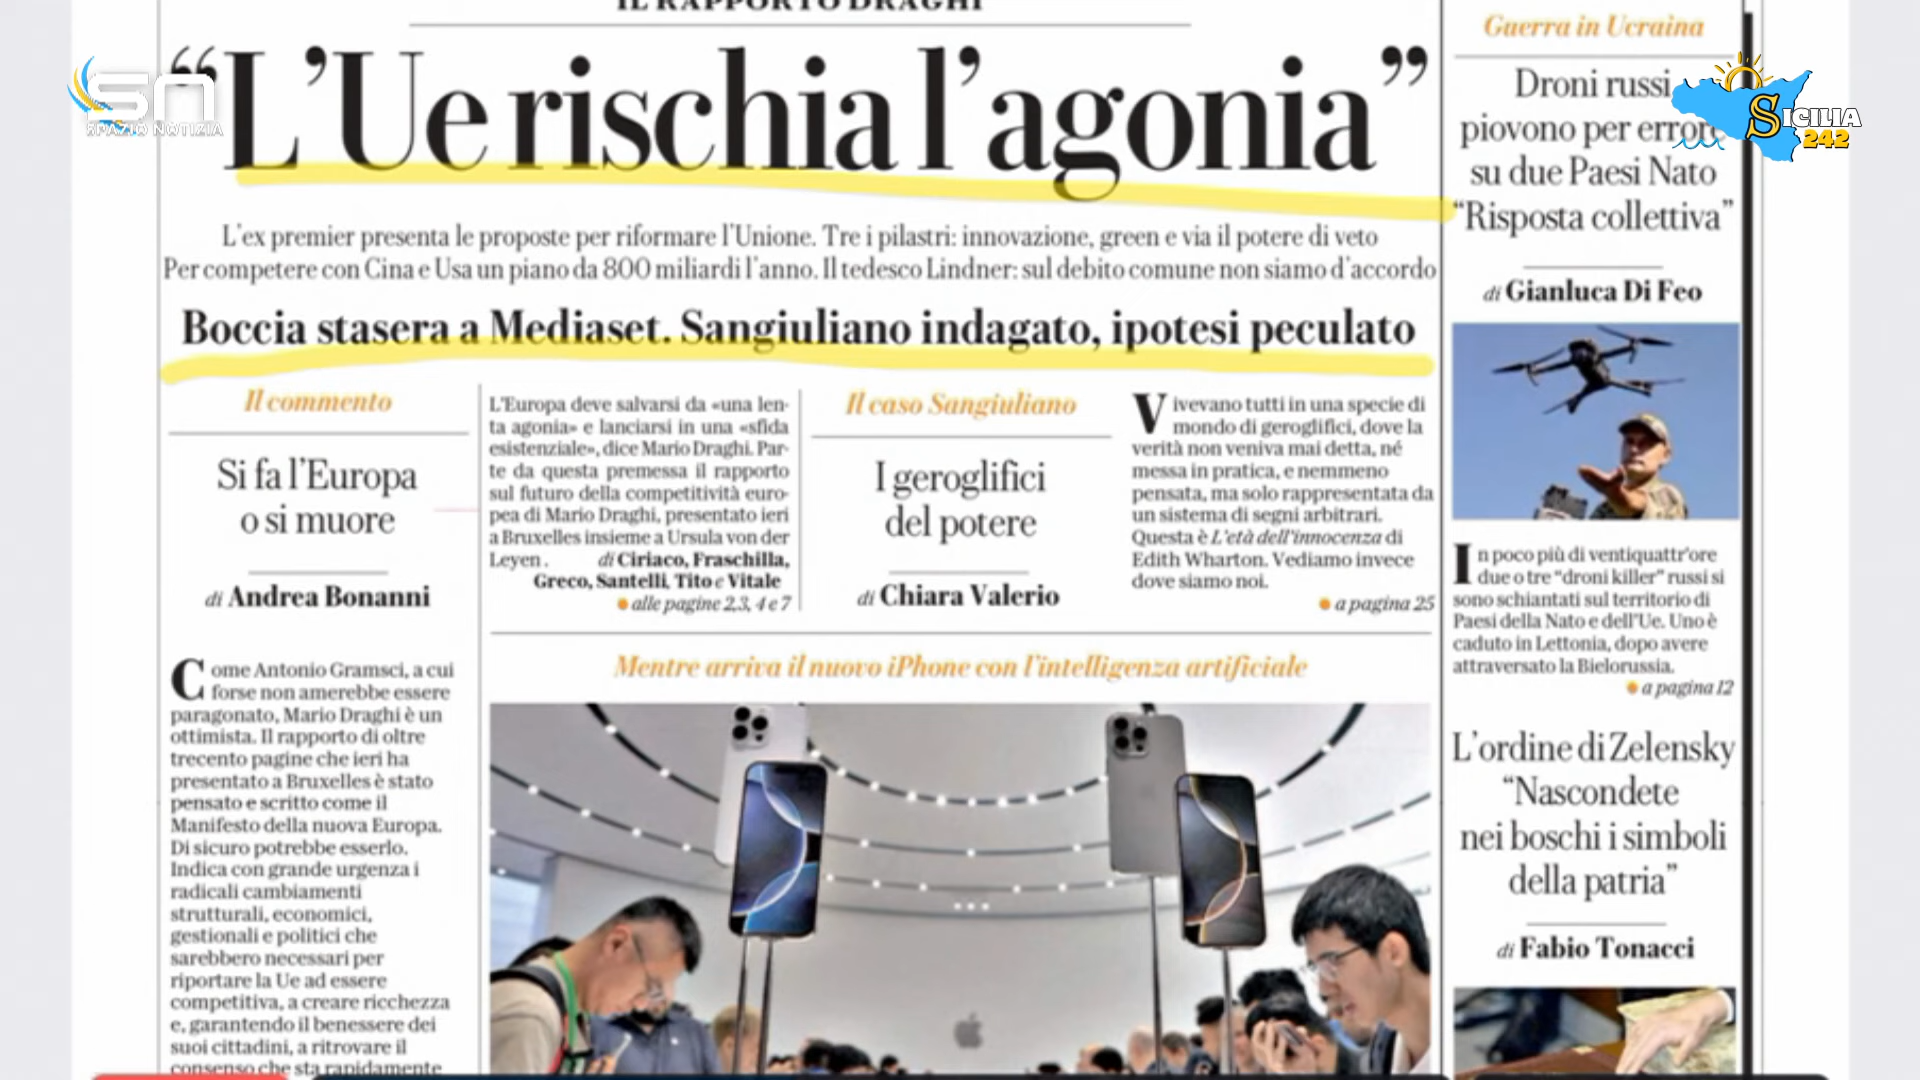 IL RAPPORTO DRAGHI
“L’Ue rischia l’agonia”
L’ex premier presenta le proposte per riformare l’Unione. Tre i pilastri: innovazione, green e via il potere di veto
Per competere con Cina e Usa un piano da 800 miliardi l’anno. Il tedesco Lindner: sul debito comune non siamo d’accordo
Boccia stasera a Mediaset. Sangiuliano indagato, ipotesi peculato
Il commento
Si fa l’Europa
o si muore
di Andrea Bonanni
Come Antonio Gramsci, a cui
forse non amerebbe essere
paragonato, Mario Draghi è un
ottimista. Il rapporto di oltre
trecento pagine che ieri ha
presentato a Bruxelles è stato
pensato e scritto come il
Manifesto della nuova Europa.
Di sicuro potrebbe esserlo.
Indica con grande urgenza i
radicali cambiamenti
strutturali, economici,
gestionali e politici che
sarebbero necessari per
riportare la Ue ad essere
competitiva, a creare ricchezza
e, garantendo il benessere dei
suoi cittadini, a ritrovare il
consenso che sta rapidamente
L’Europa deve salvarsi da «una len-
ta agonia» e lanciarsi in una «sfida
esistenziale», dice Mario Draghi. Par-
te da questa premessa il rapporto
sul futuro della competitività euro-
pea di Mario Draghi, presentato ieri
a Bruxelles insieme a Ursula von der
Leyen. di Ciriaco, Fraschilla,
Greco, Santelli, Tito e Vitale
alle pagine 2,3, 4 e 7
Il caso Sangiuliano
I geroglifici
del potere
di Chiara Valerio
Vivevano tutti in una specie di
mondo di geroglifici, dove la
verità non veniva mai detta, né
messa in pratica, e nemmeno
pensata, ma solo rappresentata da
un sistema di segni arbitrari.
Questa è L’età dell’innocenza di
Edith Wharton. Vediamo invece
dove siamo noi.
a pagina 25
Mentre arriva il nuovo iPhone con l’intelligenza artificiale
Guerra in Ucraina
Droni russi
piovono per errore
su due Paesi Nato
“Risposta collettiva”
di Gianluca Di Feo
In poco più di ventiquattr’ore
due o tre “droni killer” russi si
sono schiantati sul territorio di
Paesi della Nato e dell’Ue. Uno è
caduto in Lettonia, dopo avere
attraversato la Bielorussia.
a pagina 12
L’ordine di Zelensky
“Nascondete
nei boschi i simboli
della patria”
di Fabio Tonacci
SN
SPAZIO NOTIZIA
SICILIA
242